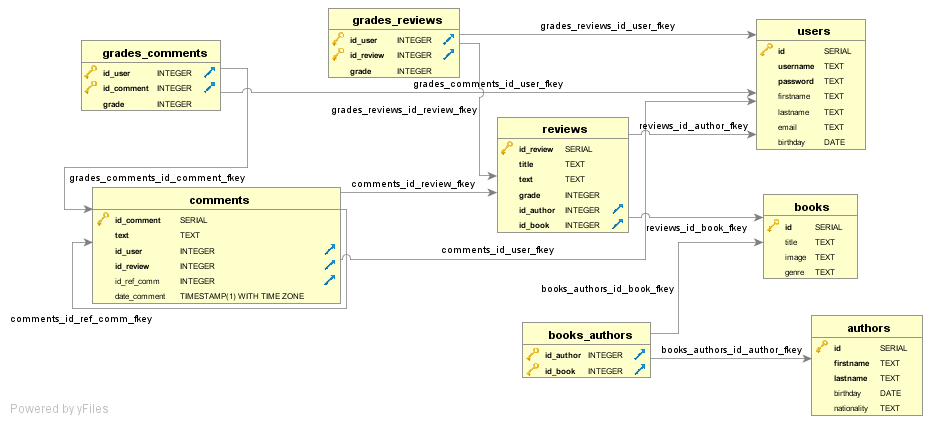 grades_comments
id_user INTEGER
id_comment INTEGER
grade INTEGER
grades_reviews
id_user INTEGER
id_review INTEGER
grade INTEGER
users
id SERIAL
username TEXT
password TEXT
firstname TEXT
lastname TEXT
email TEXT
birthday DATE
grades_reviews_id_user_fkey
grades_comments_id_user_fkey
grades_reviews_id_review_fkey
reviews
id_review SERIAL
title TEXT
text TEXT
grade INTEGER
id_author INTEGER
id_book INTEGER
reviews_id_author_fkey
grades_comments_id_comment_fkey
comments_id_review_fkey
comments
id_comment SERIAL
text TEXT
id_user INTEGER
id_review INTEGER
id_ref_comm INTEGER
date_comment TIMESTAMP(1) WITH TIME ZONE
books
id SERIAL
title TEXT
image TEXT
genre TEXT
reviews_id_book_fkey
comments_id_user_fkey
books_authors_id_book_fkey
comments_id_ref_comm_fkey
books_authors
id_author INTEGER
id_book INTEGER
books_authors_id_author_fkey
authors
id SERIAL
firstname TEXT
lastname TEXT
birthday DATE
nationality TEXT
Powered by yFiles